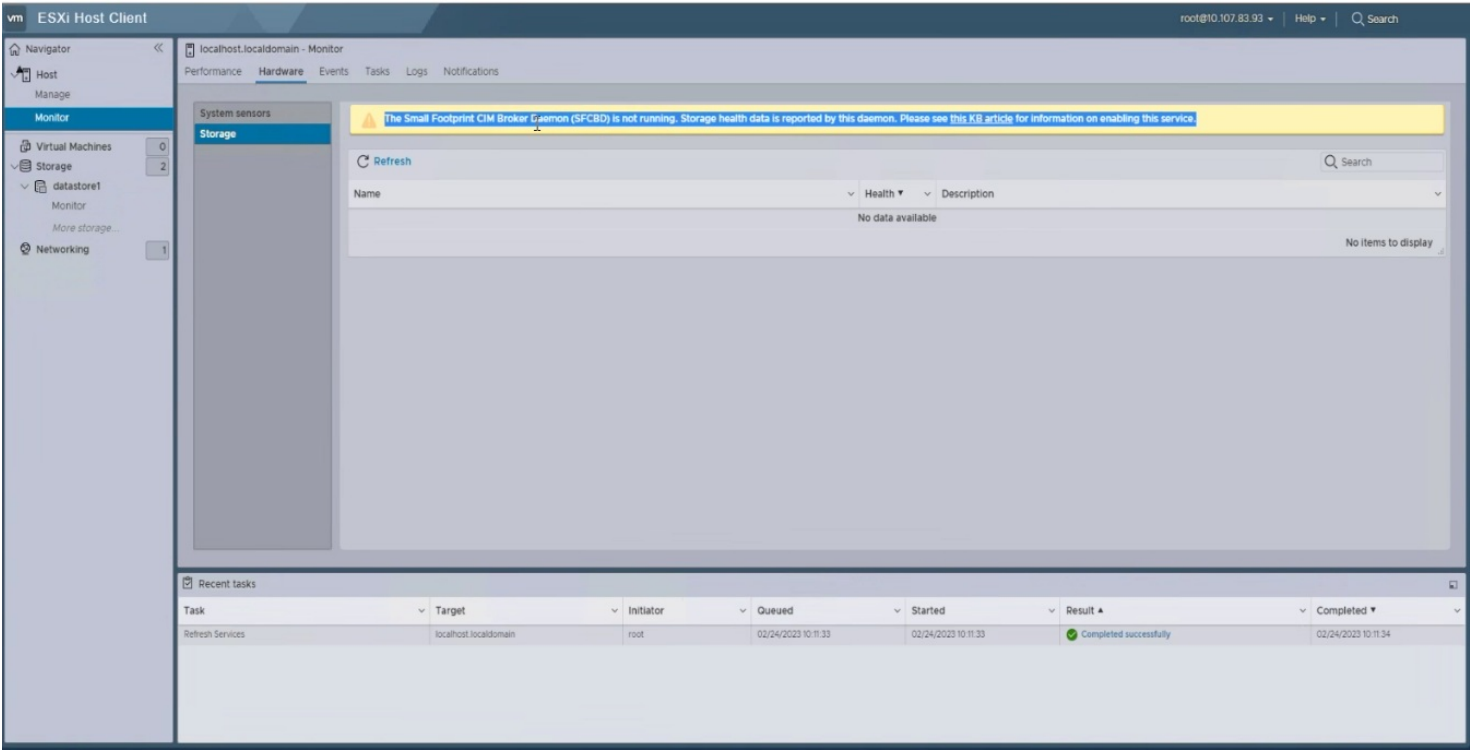 vm ESXi Host Client
root@10.107.83.93 Help Search
Navigator
Host
Manage
Monitor
Virtual Machines 0
Storage 2
datastore1
Monitor
More storage...
Networking 1
localhost.localdomain - Monitor
Performance Hardware Events Tasks Logs Notifications
System sensors
Storage
The Small Footprint CIM Broker Daemon (SFCBD) is not running. Storage health data is reported by this daemon. Please see this KB article for information on enabling this service.
Refresh
Search
Name Health Description
No data available
No items to display
Recent tasks
Task Target Initiator Queued Started Result Completed
Refresh Services localhost.localdomain root 02/24/2023 10:11:33 02/24/2023 10:11:33 Completed successfully 02/24/2023 10:11:34